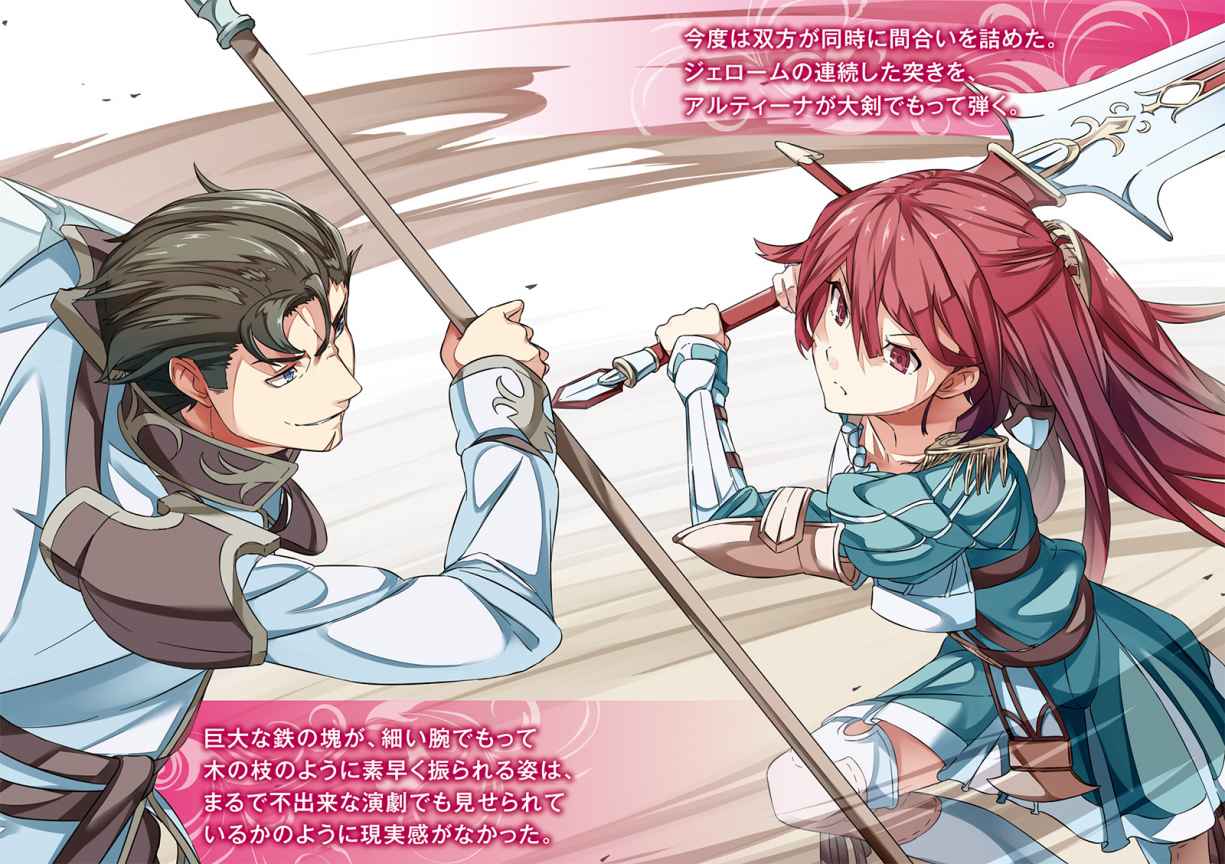 今度は双方が同時に間合いを詰めた。
ジェロームの連続した突きを、
アルティーナが大剣でもって弾く。
巨大な鉄の塊が、細い腕でもって
木の枝のように素早く振られる姿は、
まるで不出来な演劇でも見せられて
いるかのように現実感がなかった。